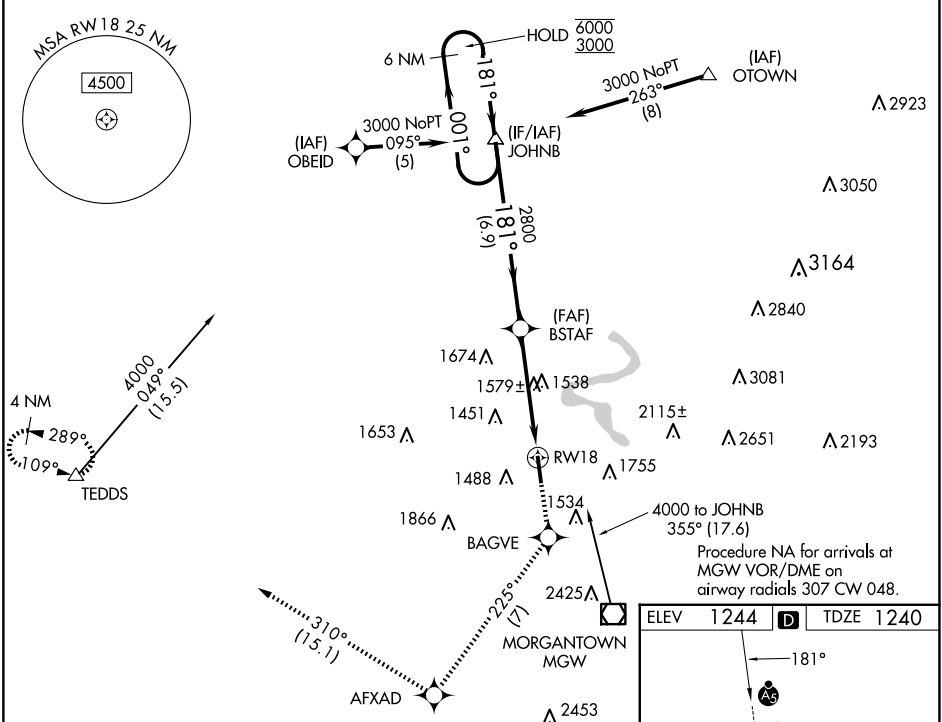 MSA RW18 25 NM
4500
HOLD 6000
3000
6 NM
181°
001°
(IAF)
OTOWN
3000 NoPT
263°
(8)
2923
(IAF)
OBEID
3000 NoPT
095°
(5)
(IF/IAF)
JOHNB
3050
2800
181°
(6.9)
3164
2840
(FAF)
BSTAF
1674
1579±
1538
3081
4000
049°
(15.5)
4 NM
289°
109°
TEDDS
1451
1653
2115±
2651
2193
RW18
1755
1488
1534
1866
BAGVE
4000 to JOHNB
355° (17.6)
Procedure NA for arrivals at
MGW VOR/DME on
airway radials 307 CW 048.
2425
MORGANTOWN
MGW
225°
(7)
310°
(15.1)
AFXAD
2453
ELEV 1244 D TDZE 1240
181°
A5